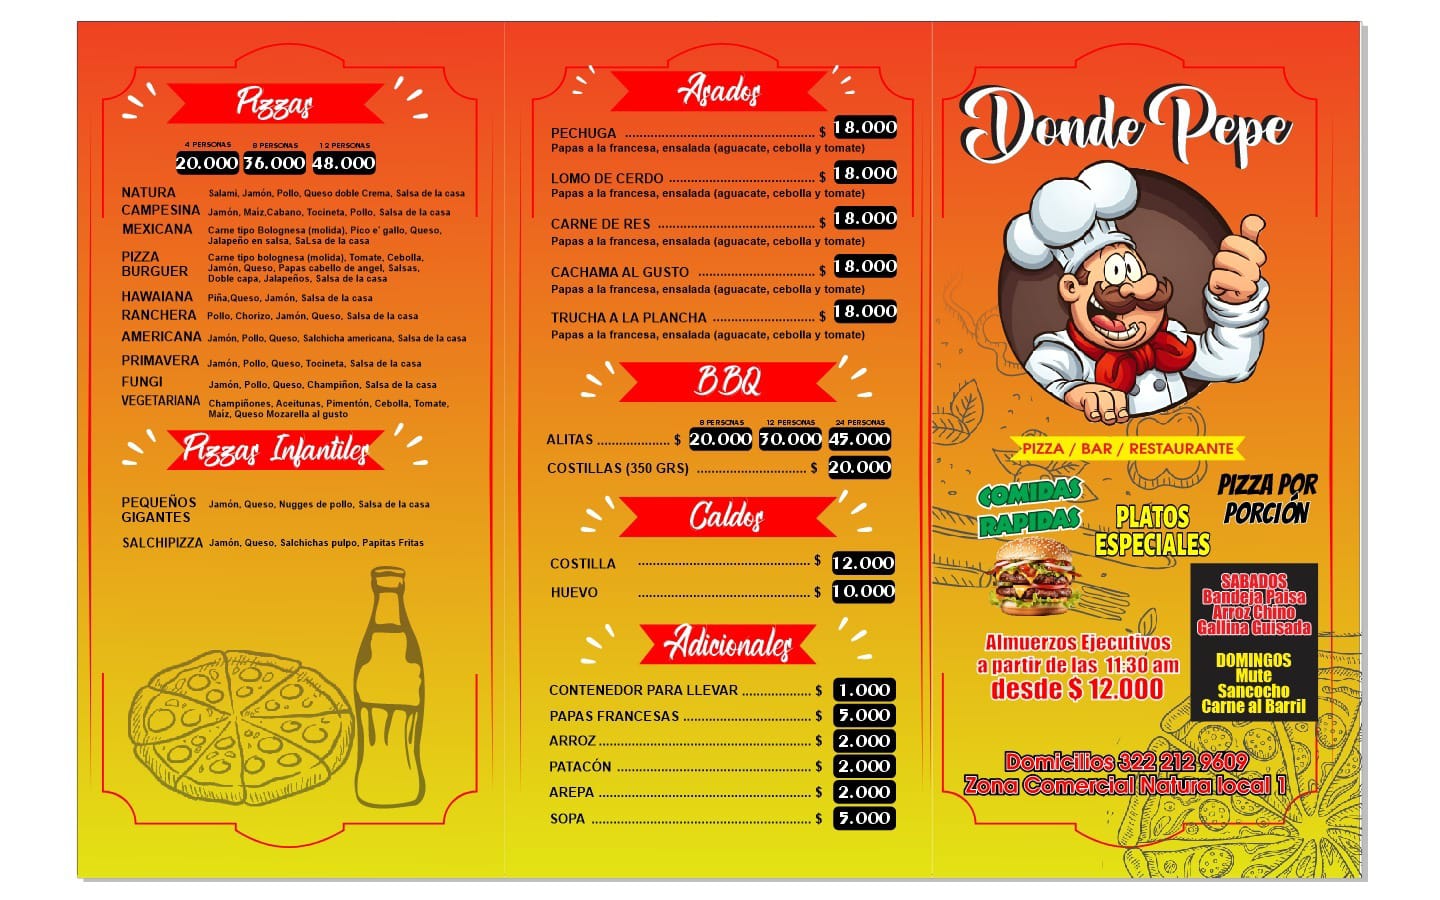 Pizzas
4 PERSONAS 8 PERSONAS 12 PERSONAS
20.000 36.000 48.000
NATURA Salami, Jamón, Pollo, Queso doble Crema, Salsa de la casa
CAMPESINA Jamón, Maíz,Cabano, Tocineta, Pollo, Salsa de la casa
MEXICANA Carne tipo Bolognesa (molida), Pico e' gallo, Queso,
Jalapeño en salsa, SaLsa de la casa
PIZZA BURGUER Carne tipo bolognesa (molida), Tomate, Cebolla,
Jamón, Queso, Papas cabello de angel, Salsas,
Doble capa, Jalapeños, Salsa de la casa
HAWAIANA Piña,Queso, Jamón, Salsa de la casa
RANCHERA Pollo, Chorizo, Jamón, Queso, Salsa de la casa
AMERICANA Jamón, Pollo, Queso, Salchicha americana, Salsa de la casa
PRIMAVERA Jamón, Pollo, Queso, Tocineta, Salsa de la casa
FUNGI Jamón, Pollo, Queso, Champiñon, Salsa de la casa
VEGETARIANA Champiñones, Aceitunas, Pimentón, Cebolla, Tomate,
Maíz, Queso Mozarella al gusto
Pizzas Infantiles
PEQUEÑOS GIGANTES Jamón, Queso, Nugges de pollo, Salsa de la casa
SALCHIPIZZA Jamón, Queso, Salchichas pulpo, Papitas Fritas
Asados
PECHUGA ........................................ $ 18.000
Papas a la francesa, ensalada (aguacate, cebolla y tomate)
LOMO DE CERDO ................................ $ 18.000
Papas a la francesa, ensalada (aguacate, cebolla y tomate)
CARNE DE RES ................................. $ 18.000
Papas a la francesa, ensalada (aguacate, cebolla y tomate)
CACHAMA AL GUSTO ......................... $ 18.000
Papas a la francesa, ensalada (aguacate, cebolla y tomate)
TRUCHA A LA PLANCHA ...................... $ 18.000
Papas a la francesa, ensalada (aguacate, cebolla y tomate)
BBQ
8 PERSONAS 12 PERSONAS 24 PERSONAS
ALITAS .................... $ 20.000 30.000 45.000
COSTILLAS (350 GRS) .......................... $ 20.000
Caldos
COSTILLA ........................................ $ 12.000
HUEVO ........................................ $ 10.000
Adicionales
CONTENEDOR PARA LLEVAR ................ $ 1.000
PAPAS FRANCESAS ............................ $ 5.000
ARROZ ............................................. $ 2.000
PATACÓN ......................................... $ 2.000
AREPA ............................................. $ 2.000
SOPA ............................................... $ 5.000
Donde Pepe
PIZZA / BAR / RESTAURANTE
COMIDAS
RAPIDAS
PLATOS
ESPECIALES
PIZZA POR
PORCIÓN
SABADOS
Bandeja Paisa
Arroz Chino
Gallina Guisada
DOMINGOS
Mute
Sancocho
Carne al Barril
Almuerzos Ejecutivos
a partir de las 11:30 am
desde $ 12.000
Domicilios 322 212 9609
Zona Comercial Natura local 1